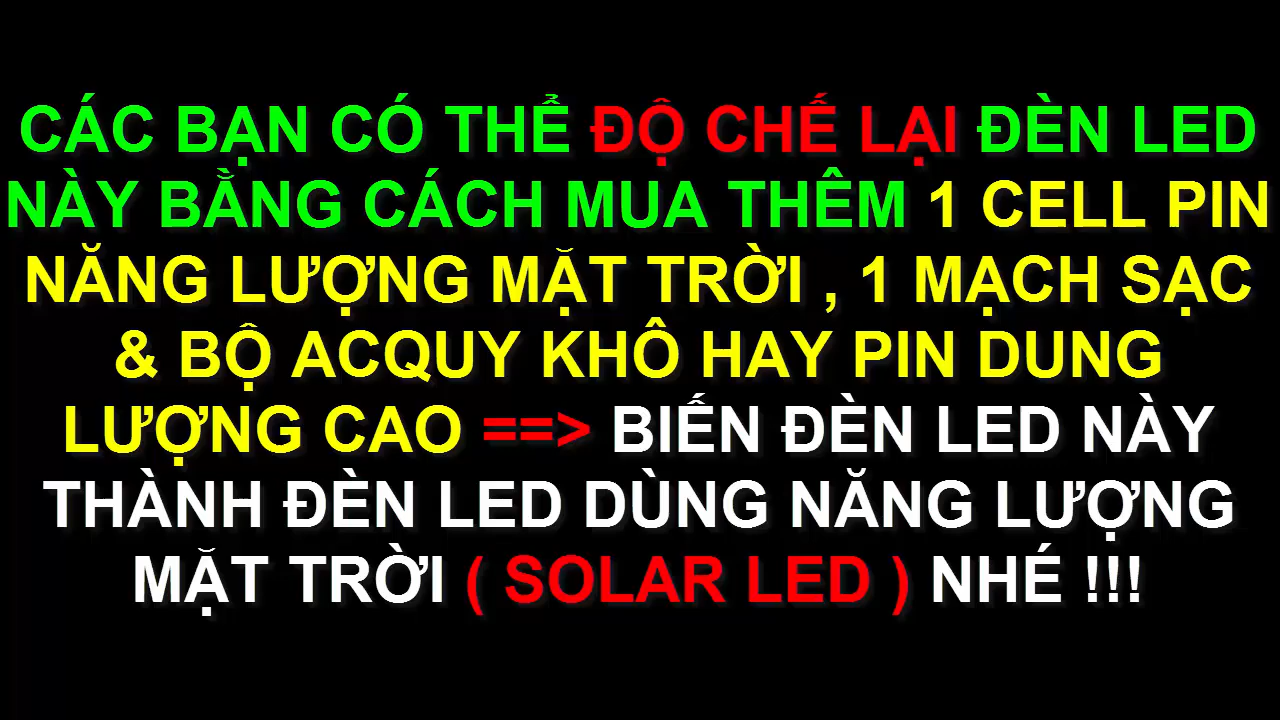 CÁC BẠN CÓ THỂ ĐỘ CHẾ LẠI ĐÈN LED
NÀY BẰNG CÁCH MUA THÊM 1 CELL PIN
NĂNG LƯỢNG MẶT TRỜI , 1 MẠCH SẠC
& BỘ ACQUY KHÔ HAY PIN DUNG
LƯỢNG CAO ==> BIẾN ĐÈN LED NÀY
THÀNH ĐÈN LED DÙNG NĂNG LƯỢNG
MẶT TRỜI ( SOLAR LED ) NHÉ !!!